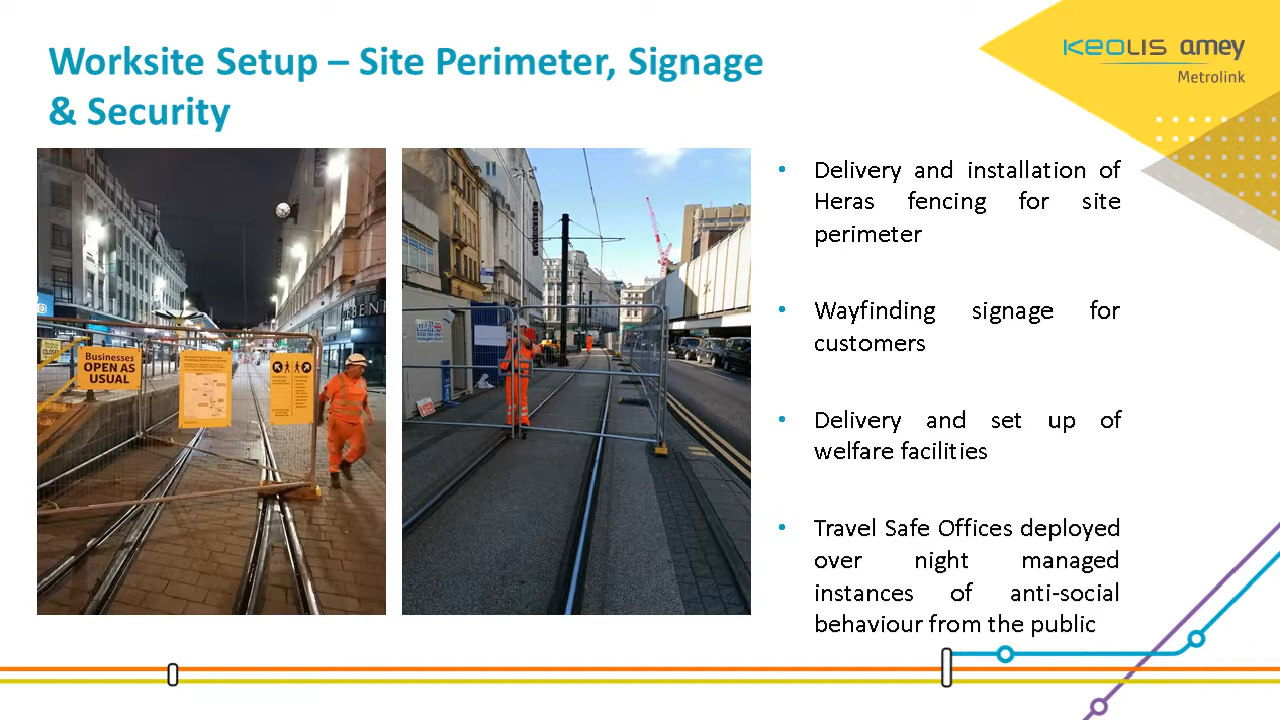 Worksite Setup – Site Perimeter, Signage
& Security
KEOLIS amey
Metrolink
Businesses
OPEN AS
USUAL
• Delivery and installation of
Heras fencing for site
perimeter
• Wayfinding signage for
customers
• Delivery and set up of
welfare facilities
• Travel Safe Offices deployed
over night managed
instances of anti-social
behaviour from the public